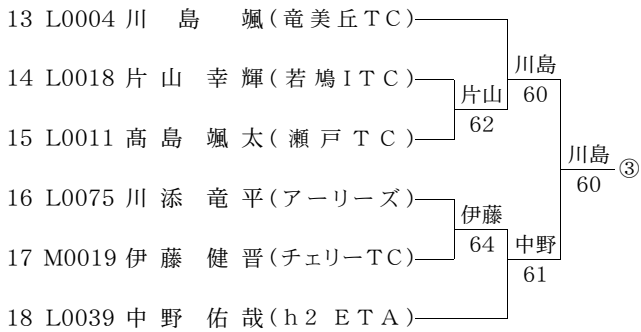 13 L0004 川島 颯(竜美丘TC)
川島
14 L0018 片山 幸輝(若鳩ITC)
片山
60
15 L0011 髙島 颯太(瀬戸TC)
62
川島
60
③
16 L0075 川添 竜平(アーリーズ)
伊藤
17 M0019 伊藤 健晋(チェリーTC)
64
中野
61
18 L0039 中野 佑哉(h2 ETA)